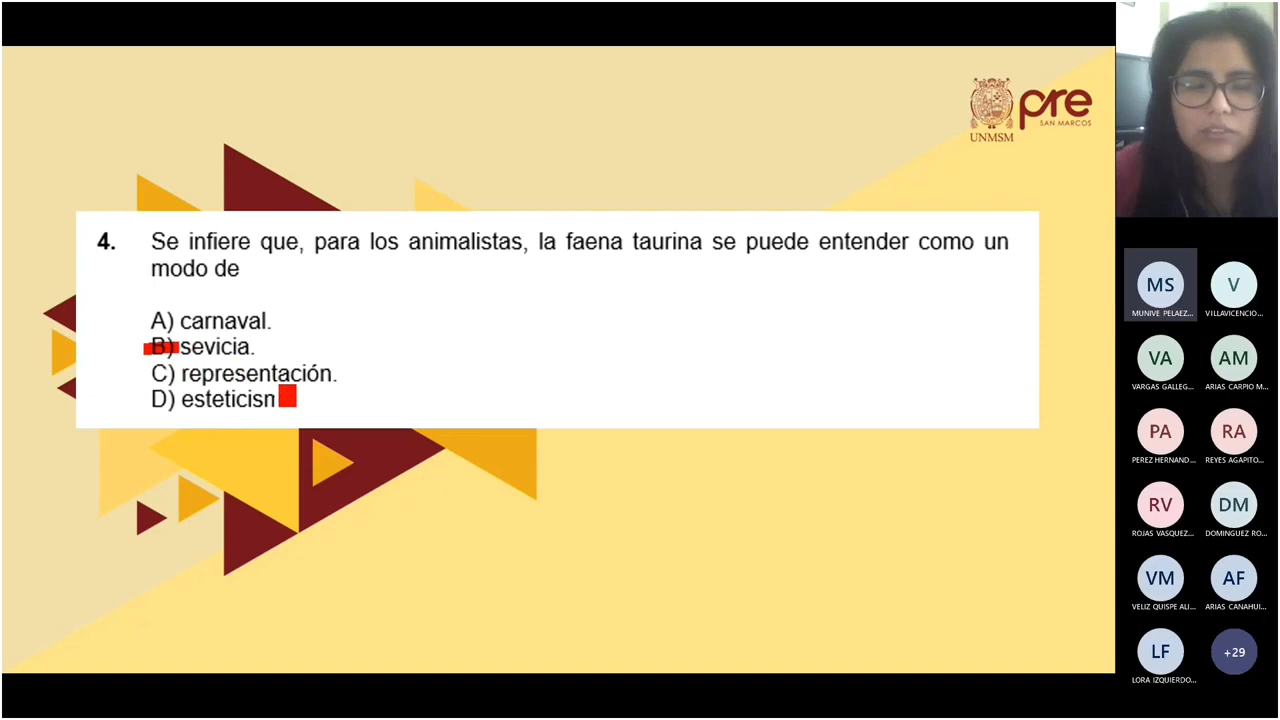 pre
SAN MARCOS
UNMSM
4. Se infiere que, para los animalistas, la faena taurina se puede entender como un
modo de
A) carnaval.
B) sevicia.
C) representación.
D) esteticism
MS
MUNIVE PELAEZ...
V
VILLAVICENCIO...
VA
VARGAS GALLEG...
AM
ARIAS CARPIO M...
PA
PEREZ HERNAND...
RA
REYES AGAPITO...
RV
ROJAS VASQUEZ...
DM
DOMINGUEZ RO...
VM
VELIZ QUISPE ALI...
AF
ARIAS CANAHUI...
LF
LORA IZQUIERDO...
+29